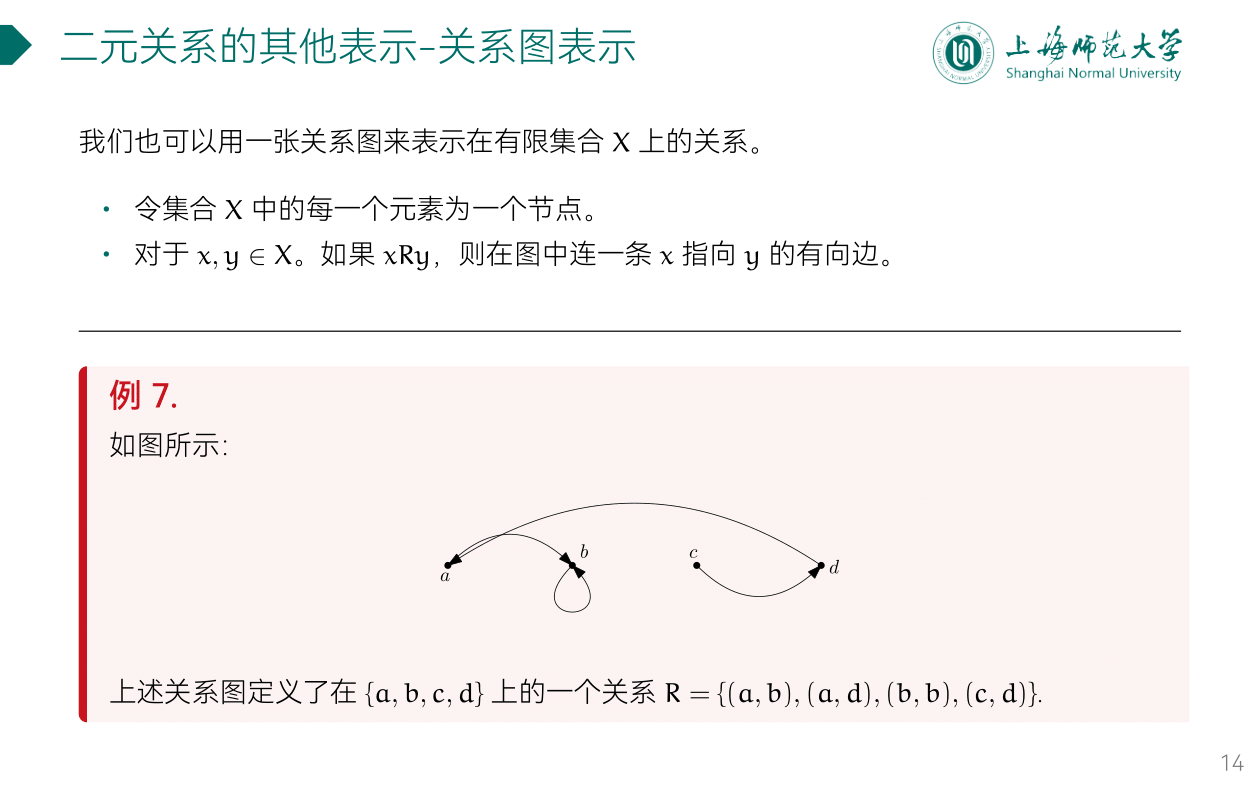 二元关系的其他表示-关系图表示
上海师范大学
Shanghai Normal University
我们也可以用一张关系图来表示在有限集合 X 上的关系。
• 令集合 X 中的每一个元素为一个节点。
• 对于 x, y ∈ X。如果 xRy，则在图中连一条 x 指向 y 的有向边。
例 7.
如图所示：
a
b
c
d
上述关系图定义了在 {a, b, c, d} 上的一个关系 R = {(a, b), (a, d), (b, b), (c, d)}.
14